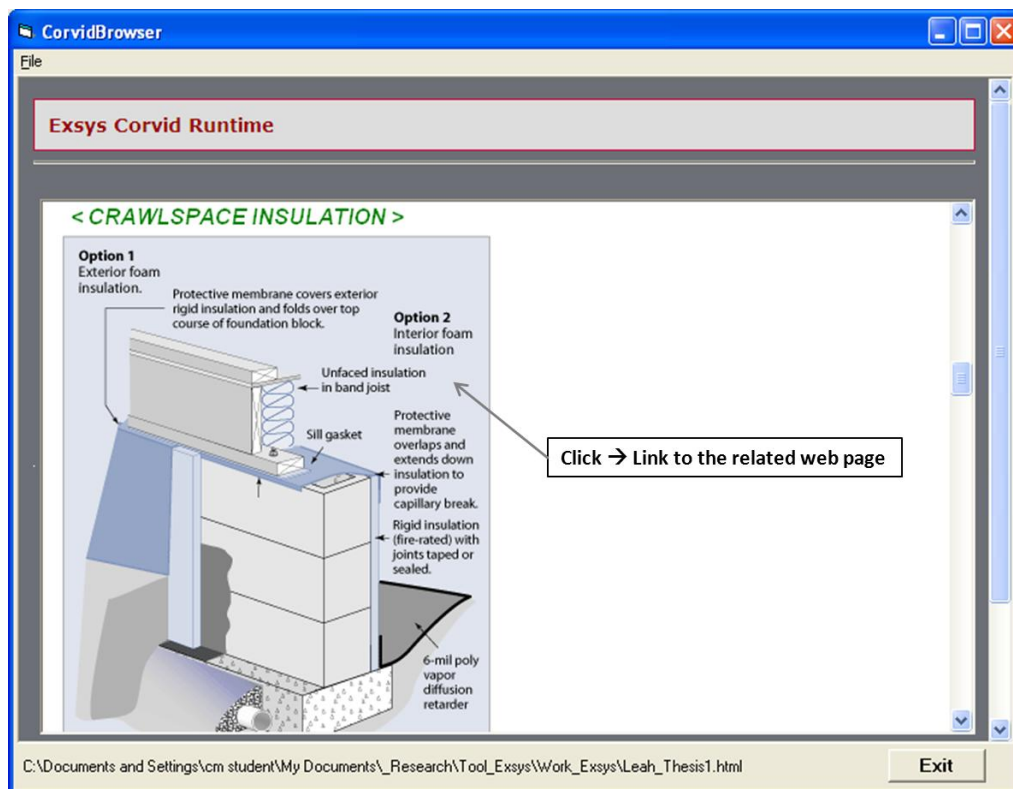 CorvidBrowser
File
Exsys Corvid Runtime
< CRAWLSPACE INSULATION >
Option 1
Exterior foam
insulation.
Protective membrane covers exterior
rigid insulation and folds over top
course of foundation block.
Option 2
Interior foam
insulation
Unfaced insulation
in band joist
Sill gasket
Protective
membrane
overlaps and
extends down
insulation to
provide
capillary break.
Click → Link to the related web page
Rigid insulation
(fire-rated) with
joints taped or
sealed.
6-mil poly
vapor
diffusion
retarder
C:\Documents and Settings\cm student\My Documents\_Research\Tool_Exsys\Work_Exsys\Leah_Thesis1.html
Exit